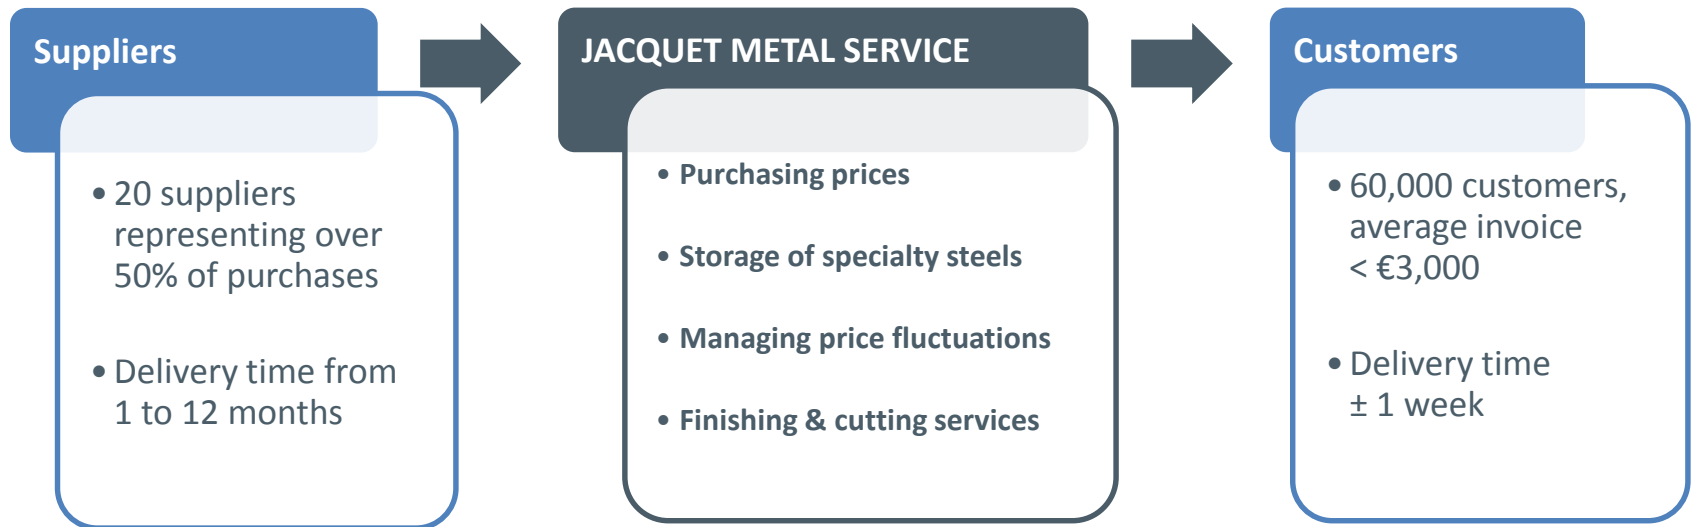 Suppliers
• 20 suppliers
representing over
50% of purchases
• Delivery time from
1 to 12 months
JACQUET METAL SERVICE
• Purchasing prices
• Storage of specialty steels
• Managing price fluctuations
• Finishing & cutting services
Customers
• 60,000 customers,
average invoice
< €3,000
• Delivery time
± 1 week